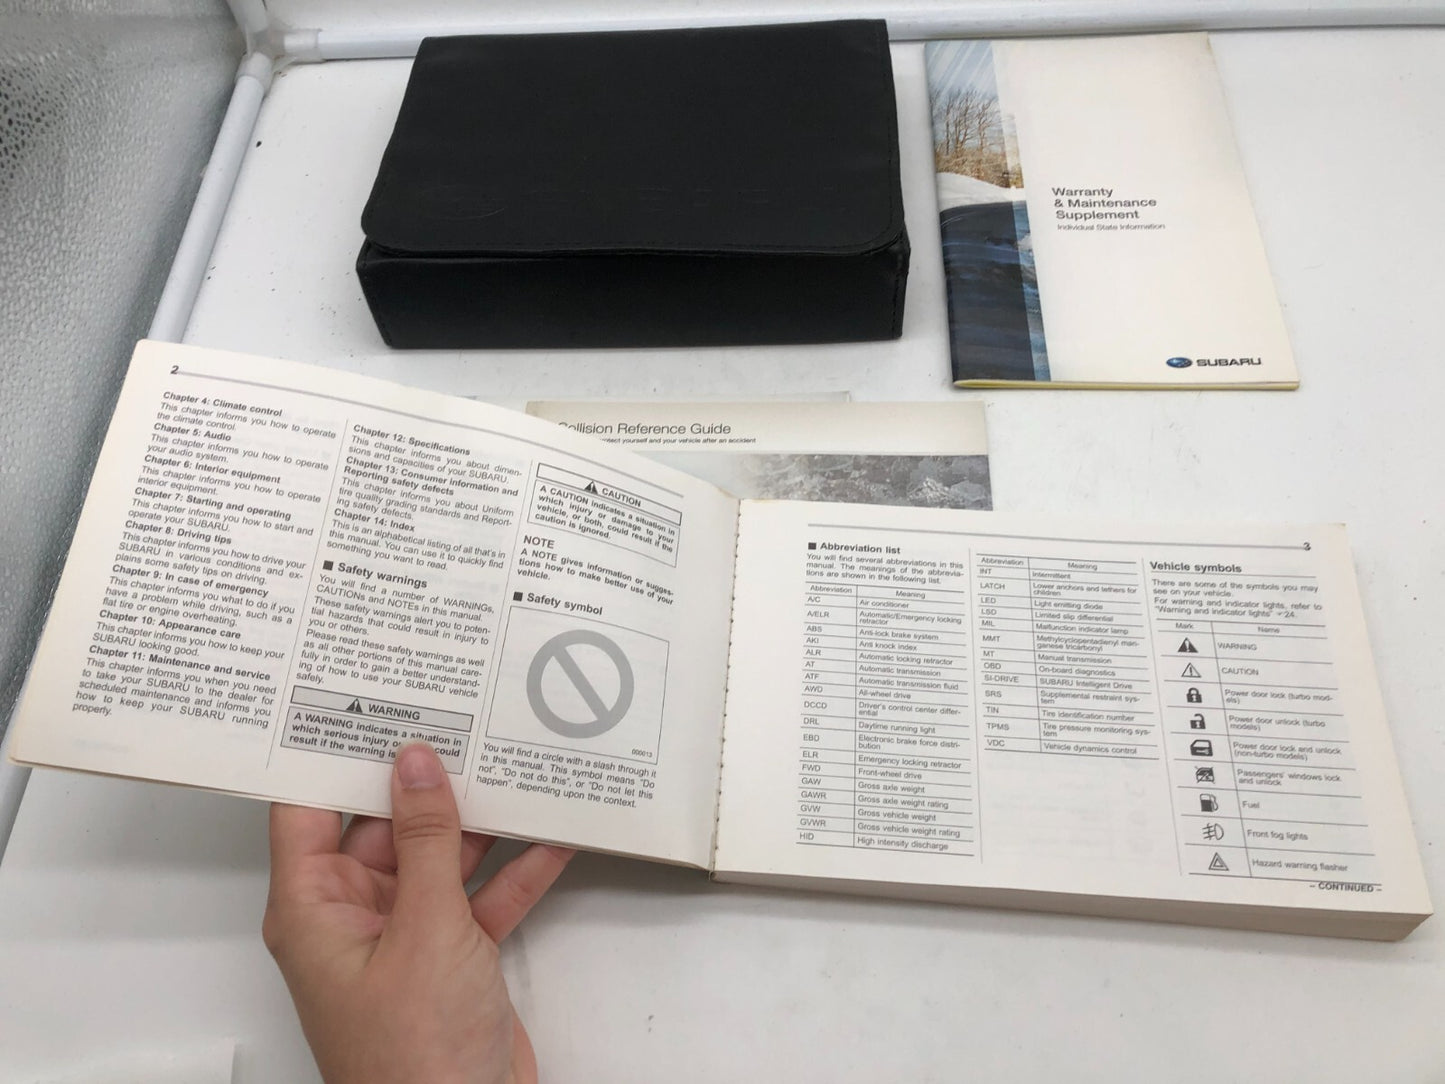 Warranty
& Maintenance
Supplement
Individual State Information
SUBARU
Collision Reference Guide
protect yourself and your vehicle after an accident
2
Chapter 4: Climate control
This chapter informs you how to operate
the climate control.
Chapter 5: Audio
This chapter informs you how to operate
your audio system.
Chapter 6: Interior equipment
This chapter informs you how to operate
interior equipment.
Chapter 7: Starting and operating
This chapter informs you how to start and
operate your SUBARU.
Chapter 8: Driving tips
This chapter informs you how to drive your
SUBARU in various conditions and ex-
plains some safety tips on driving.
Chapter 9: In case of emergency
This chapter informs you what to do if you
have a problem while driving, such as a
flat tire or engine overheating.
Chapter 10: Appearance care
This chapter informs you how to keep your
SUBARU looking good.
Chapter 11: Maintenance and service
This chapter informs you when you need
to take your SUBARU to the dealer for
scheduled maintenance and informs you
how to keep your SUBARU running
properly.
Chapter 12: Specifications
This chapter informs you about dimen-
sions and capacities of your SUBARU.
Chapter 13: Consumer information and
Reporting safety defects
This chapter informs you about Uniform
tire quality grading standards and Report-
ing safety defects.
Chapter 14: Index
This is an alphabetical listing of all that's in
this manual. You can use it to quickly find
something you want to read.
■ Safety warnings
You will find a number of WARNINGs,
CAUTIONs and NOTEs in this manual.
These safety warnings alert you to poten-
tial hazards that could result in injury to
you or others.
Please read these safety warnings as well
as all other portions of this manual care-
fully in order to gain a better understand-
ing of how to use your SUBARU vehicle
safely.
WARNING
A WARNING indicates a situation in
which serious injury or could
result if the warning is
CAUTION
A CAUTION indicates a situation in
which injury or damage to your
vehicle, or both, could result if the
caution is ignored.
NOTE
A NOTE gives information or sugges-
tions how to make better use of your
vehicle.
■ Safety symbol
000013
You will find a circle with a slash through it
in this manual. This symbol means "Do
not", "Do not do this", or "Do not let this
happen", depending upon the context.
3
■ Abbreviation list
You will find several abbreviations in this
manual. The meanings of the abbrevia-
tions are shown in the following list.
Abbreviation Meaning
A/C Air conditioner
A/ELR Automatic/Emergency locking
retractor
ABS Anti-lock brake system
AKI Anti knock index
ALR Automatic locking retractor
AT Automatic transmission
ATF Automatic transmission fluid
AWD All-wheel drive
DCCD Driver's control center differ-
ential
DRL Daytime running light
EBD Electronic brake force distri-
bution
ELR Emergency locking retractor
FWD Front-wheel drive
GAW Gross axle weight
GAWR Gross axle weight rating
GVW Gross vehicle weight
GVWR Gross vehicle weight rating
HID High intensity discharge
Abbreviation Meaning
INT Intermittent
LATCH Lower anchors and tethers for
children
LED Light emitting diode
LSD Limited slip differential
MIL Malfunction indicator lamp
MMT Methylcyclopentadienyl man-
ganese tricarbonyl
MT Manual transmission
OBD On-board diagnostics
SI-DRIVE SUBARU Intelligent Drive
SRS Supplemental restraint sys-
tem
TIN Tire identification number
TPMS Tire pressure monitoring sys-
tem
VDC Vehicle dynamics control
Vehicle symbols
There are some of the symbols you may
see on your vehicle.
For warning and indicator lights, refer to
"Warning and indicator lights" 24.
Mark Name
WARNING
CAUTION
Power door lock (turbo mod-
els)
Power door unlock (turbo
models)
Power door lock and unlock
(non-turbo models)
Passengers' windows lock
and unlock
Fuel
Front fog lights
Hazard warning flasher
– CONTINUED –